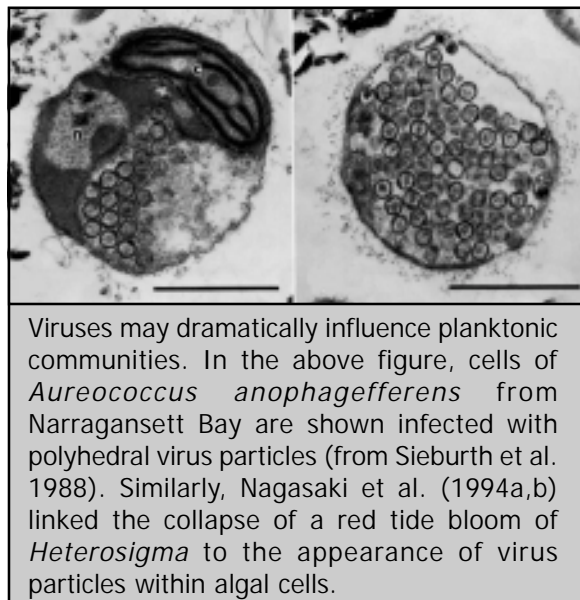 c
n
Viruses may dramatically influence planktonic
communities. In the above figure, cells of
Aureococcus anophagefferens from
Narragansett Bay are shown infected with
polyhedral virus particles (from Sieburth et al.
1988). Similarly, Nagasaki et al. (1994a,b)
linked the collapse of a red tide bloom of
Heterosigma to the appearance of virus
particles within algal cells.